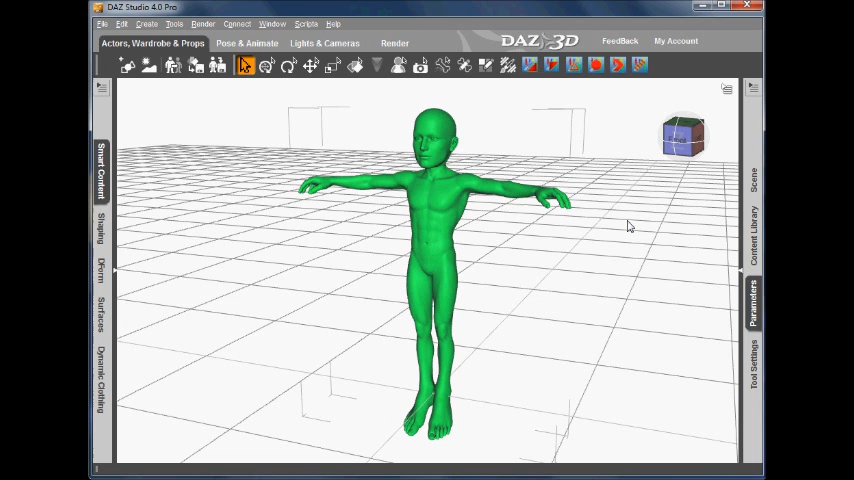 DAZ Studio 4.0 Pro
File Edit Create Tools Render Connect Window Scripts Help
Actors, Wardrobe & Props Pose & Animate Lights & Cameras Render DAZ 3D FeedBack My Account
Smart Content
Shaping
DForm
Surfaces
Dynamic Clothing
Scene
Content Library
Parameters
Tool Settings